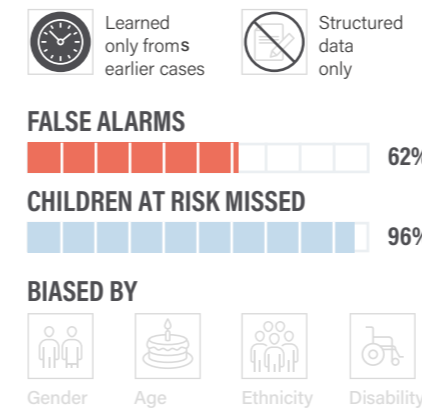 Learned
only froms
earlier cases
Structured
data
only
FALSE ALARMS
62%
CHILDREN AT RISK MISSED
96%
BIASED BY
Gender
Age
Ethnicity
Disability